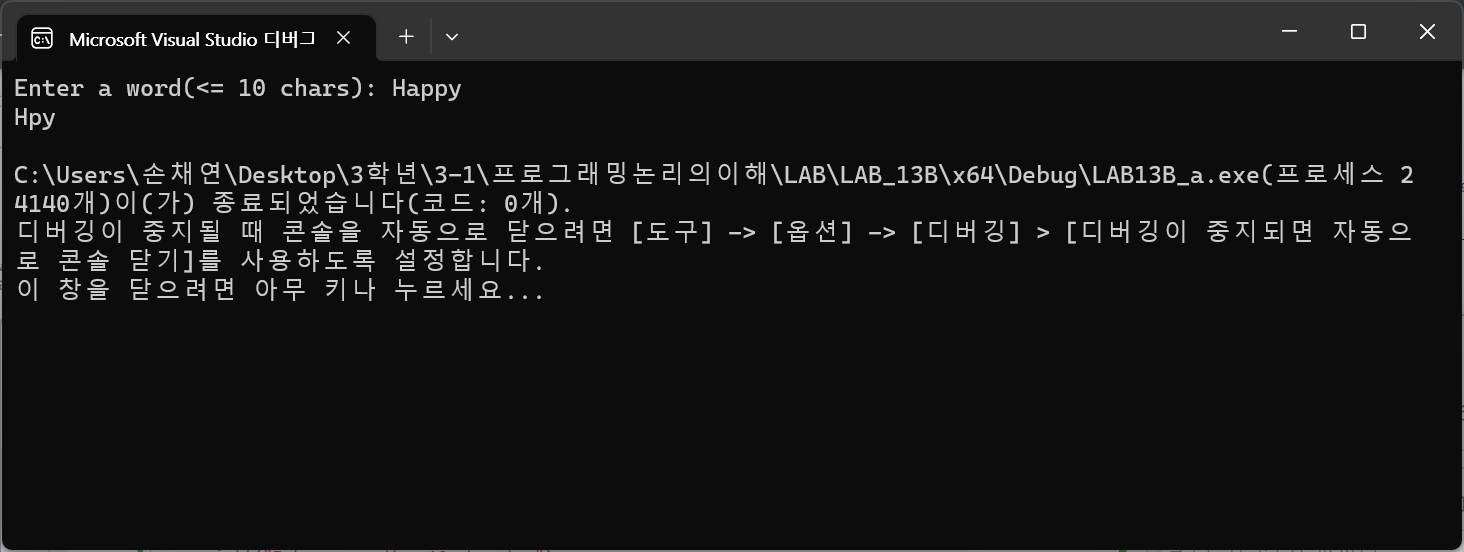 Microsoft Visual Studio 디버그
Enter a word(<= 10 chars): Happy
Hpy
C:\Users\손채연\Desktop\3학년\3-1\프로그래밍논리의이해\LAB\LAB_13B\x64\Debug\LAB13B_a.exe(프로세스 2
4140개)이(가) 종료되었습니다(코드: 0개).
디버깅이 중지될 때 콘솔을 자동으로 닫으려면 [도구] -> [옵션] -> [디버깅] > [디버깅이 중지되면 자동으
로 콘솔 닫기]를 사용하도록 설정합니다.
이 창을 닫으려면 아무 키나 누르세요...